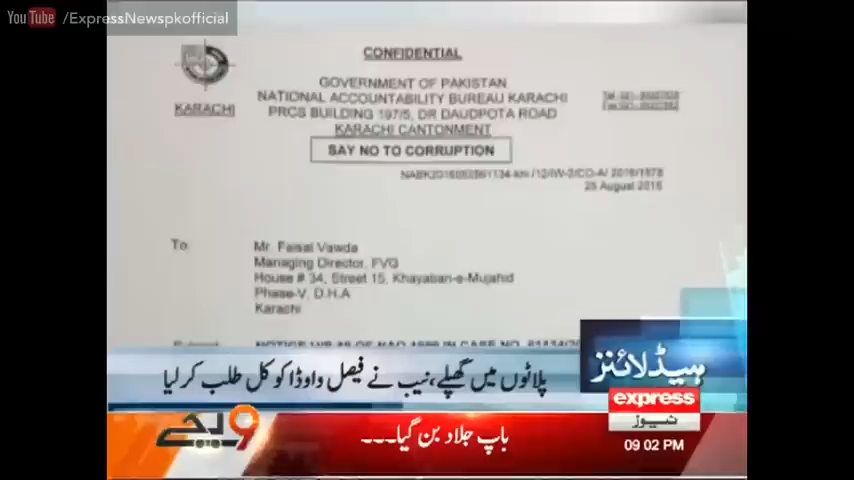 YouTube /ExpressNewspkofficial
CONFIDENTIAL
GOVERNMENT OF PAKISTAN
NATIONAL ACCOUNTABILITY BUREAU KARACHI
PRCS BUILDING 197/5, DR DAUDPOTA ROAD
KARACHI CANTONMENT
KARACHI
SAY NO TO CORRUPTION
25 August 2016
To
Mr. Faisal Vawda
Managing Director, FVG
House # 34, Street 15, Khayaban-e-Mujahid
Phase-V, D.H.A
Karachi
ہیڈلائنز
پلاٹوں میں گھپلے، نیب نے فیصل واوڈا کو کل طلب کر لیا
express
نیوز
09:02 PM
۹ بجے
باپ جلاد بن گیا۔۔۔